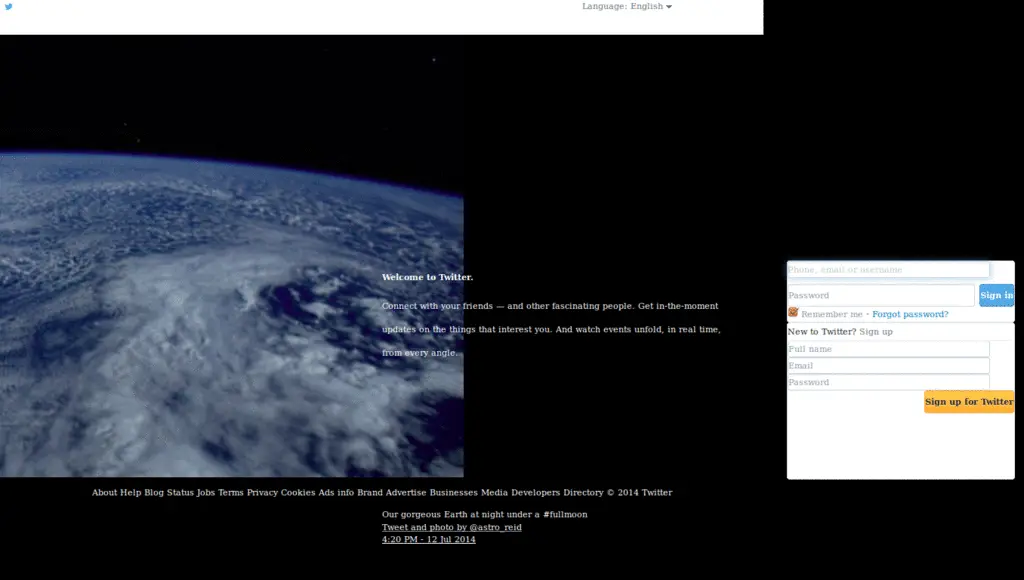 Language: English
Welcome to Twitter.
Connect with your friends — and other fascinating people. Get in-the-moment
updates on the things that interest you. And watch events unfold, in real time,
from every angle.
Phone, email or username
Password
Sign in
Remember me · Forgot password?
New to Twitter? Sign up
Full name
Email
Password
Sign up for Twitter
About Help Blog Status Jobs Terms Privacy Cookies Ads info Brand Advertise Businesses Media Developers Directory © 2014 Twitter
Our gorgeous Earth at night under a #fullmoon
Tweet and photo by @astro_reid
4:20 PM - 12 Jul 2014